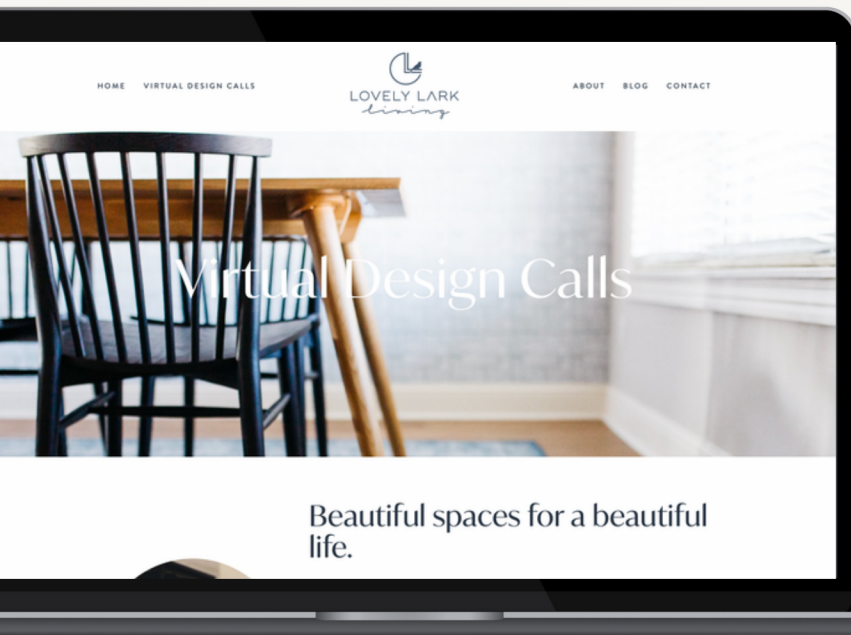 HOME VIRTUAL DESIGN CALLS
LOVELY LARK
living
ABOUT BLOG CONTACT
Virtual Design Calls
Beautiful spaces for a beautiful
life.